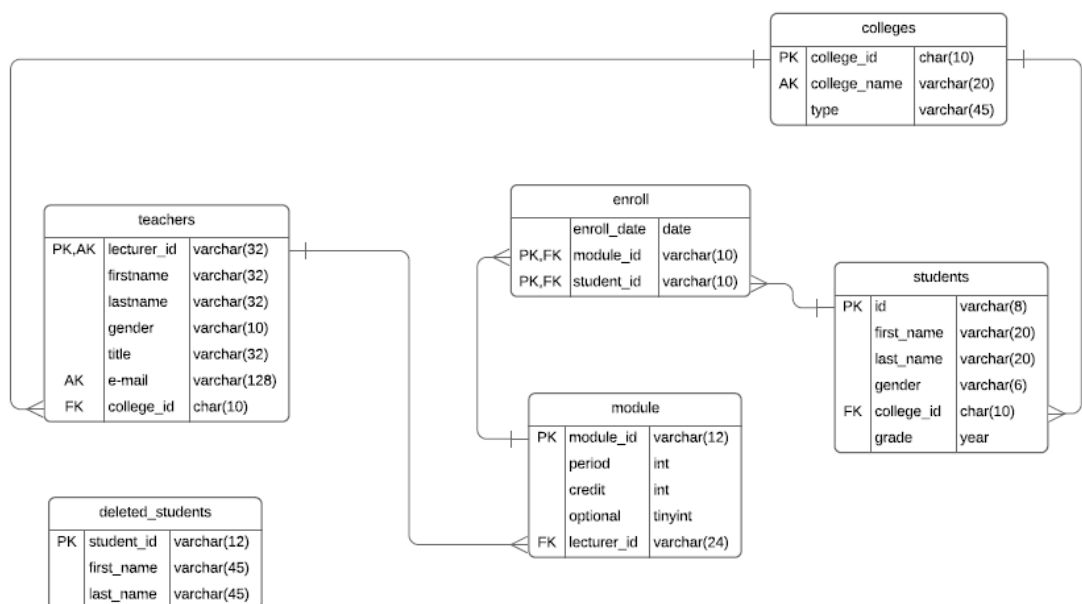 colleges
PK college_id char(10)
AK college_name varchar(20)
type varchar(45)
teachers
PK,AK lecturer_id varchar(32)
firstname varchar(32)
lastname varchar(32)
gender varchar(10)
title varchar(32)
AK e-mail varchar(128)
FK college_id char(10)
enroll
enroll_date date
PK,FK module_id varchar(10)
PK,FK student_id varchar(10)
students
PK id varchar(8)
first_name varchar(20)
last_name varchar(20)
gender varchar(6)
FK college_id char(10)
grade year
module
PK module_id varchar(12)
period int
credit int
optional tinyint
FK lecturer_id varchar(24)
deleted_students
PK student_id varchar(12)
first_name varchar(45)
last_name varchar(45)